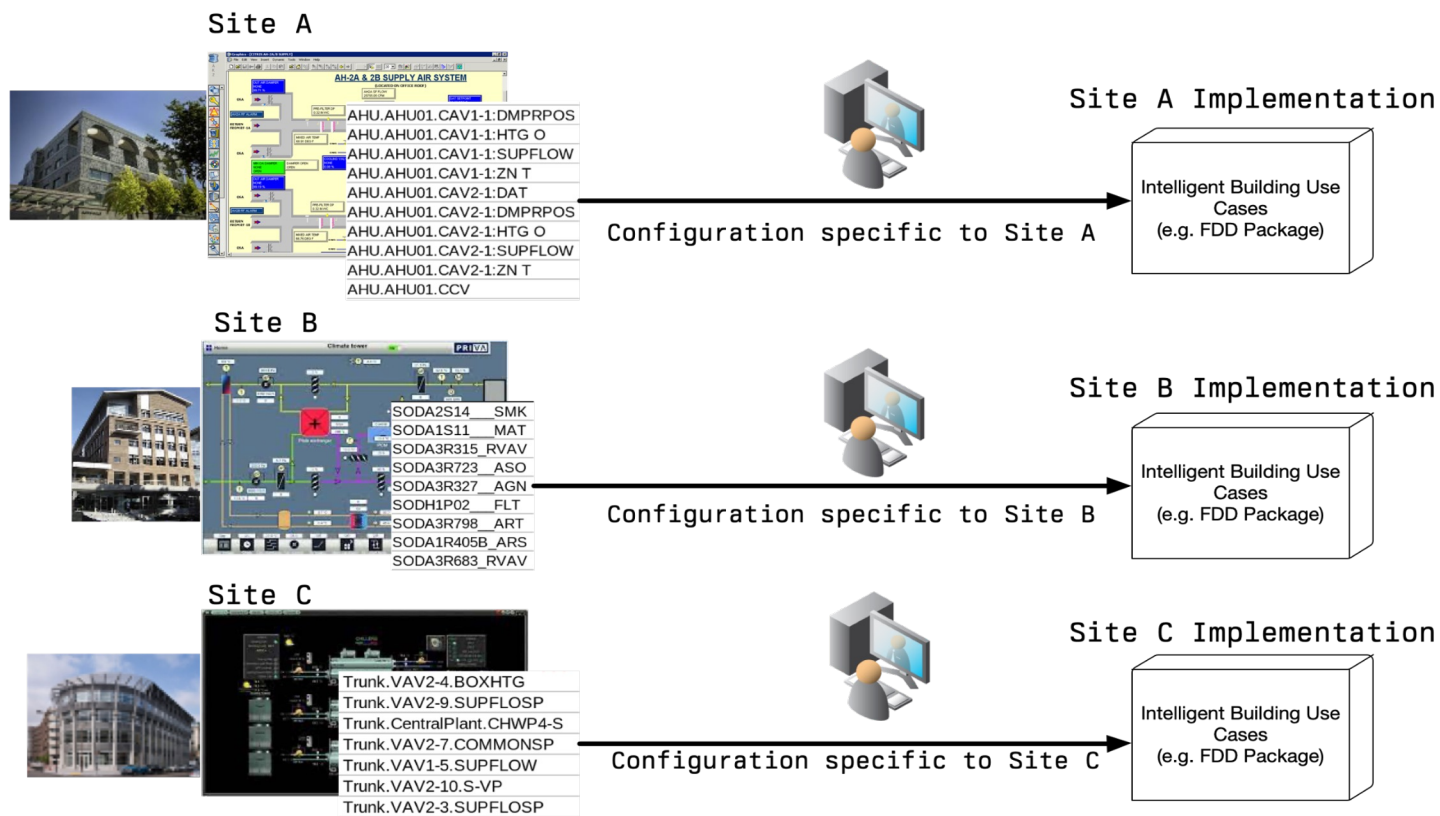 Site A
AH-2A & 2B SUPPLY AIR SYSTEM
(LOCATED ON OFFICE ROOF)
AHU.AHU01.CAV1-1:DMPRPOS
AHU.AHU01.CAV1-1:HTG O
AHU.AHU01.CAV1-1:SUPFLOW
AHU.AHU01.CAV1-1:ZN T
AHU.AHU01.CAV2-1:DAT
AHU.AHU01.CAV2-1:DMPRPOS
AHU.AHU01.CAV2-1:HTG O
AHU.AHU01.CAV2-1:SUPFLOW
AHU.AHU01.CAV2-1:ZN T
AHU.AHU01.CCV
Configuration specific to Site A
Site A Implementation
Intelligent Building Use
Cases
(e.g. FDD Package)
Site B
Climate tower
PRIVA
SODA2S14___SMK
SODA1S11___MAT
SODA3R315_RVAV
SODA3R723__ASO
SODA3R327__AGN
SODH1P02___FLT
SODA3R798__ART
SODA1R405B_ARS
SODA3R683_RVAV
Configuration specific to Site B
Site B Implementation
Intelligent Building Use
Cases
(e.g. FDD Package)
Site C
Trunk.VAV2-4.BOXHTG
Trunk.VAV2-9.SUPFLOSP
Trunk.CentralPlant.CHWP4-S
Trunk.VAV2-7.COMMONSP
Trunk.VAV1-5.SUPFLOW
Trunk.VAV2-10.S-VP
Trunk.VAV2-3.SUPFLOSP
Configuration specific to Site C
Site C Implementation
Intelligent Building Use
Cases
(e.g. FDD Package)